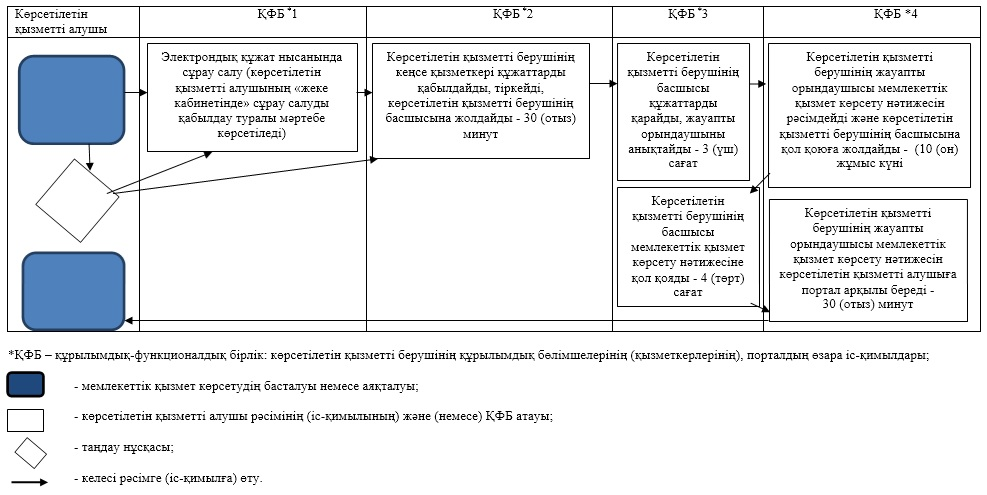 Көрсетілетін
қызметті алушы
ҚФБ *1
ҚФБ *2
ҚФБ *3
ҚФБ *4
Электрондық құжат нысанында
сұрау салу (көрсетілетін
қызметті алушының «жеке
кабинетінде» сұрау салуды
қабылдау туралы мәртебе
көрсетіледі)
Көрсетілетін қызметті берушінің
кеңсе қызметкері құжаттарды
қабылдайды, тіркейді,
көрсетілетін қызметті берушінің
басшысына жолдайды - 30 (отыз)
минут
Көрсетілетін
қызметті берушінің
басшысы
құжаттарды
қарайды, жауапты
орындаушыны
анықтайды - 3 (үш)
сағат
Көрсетілетін қызметті
берушінің жауапты
орындаушысы мемлекеттік
қызмет көрсету нәтижесін
рәсімдейді және көрсетілетін
қызметті берушінің басшысына
қол қоюға жолдайды - (10 (он)
жұмыс күні
Көрсетілетін
қызметті берушінің
басшысы
мемлекеттік қызмет
көрсету нәтижесіне
қол қояды - 4 (төрт)
сағат
Көрсетілетін қызметті
берушінің жауапты
орындаушысы мемлекеттік
қызмет көрсету нәтижесін
көрсетілетін қызметті алушыға
портал арқылы береді -
30 (отыз) минут
*ҚФБ – құрылымдық-функционалдық бірлік: көрсетілетін қызметті берушінің құрылымдық бөлімшелерінің (қызметкерлерінің), порталдың өзара іс-қимылдары;
- мемлекеттік қызмет көрсетудің басталуы немесе аяқталуы;
- көрсетілетін қызметті алушы рәсімінің (іс-қимылының) және (немесе) ҚФБ атауы;
- таңдау нұсқасы;
- келесі рәсімге (іс-қимылға) өту.